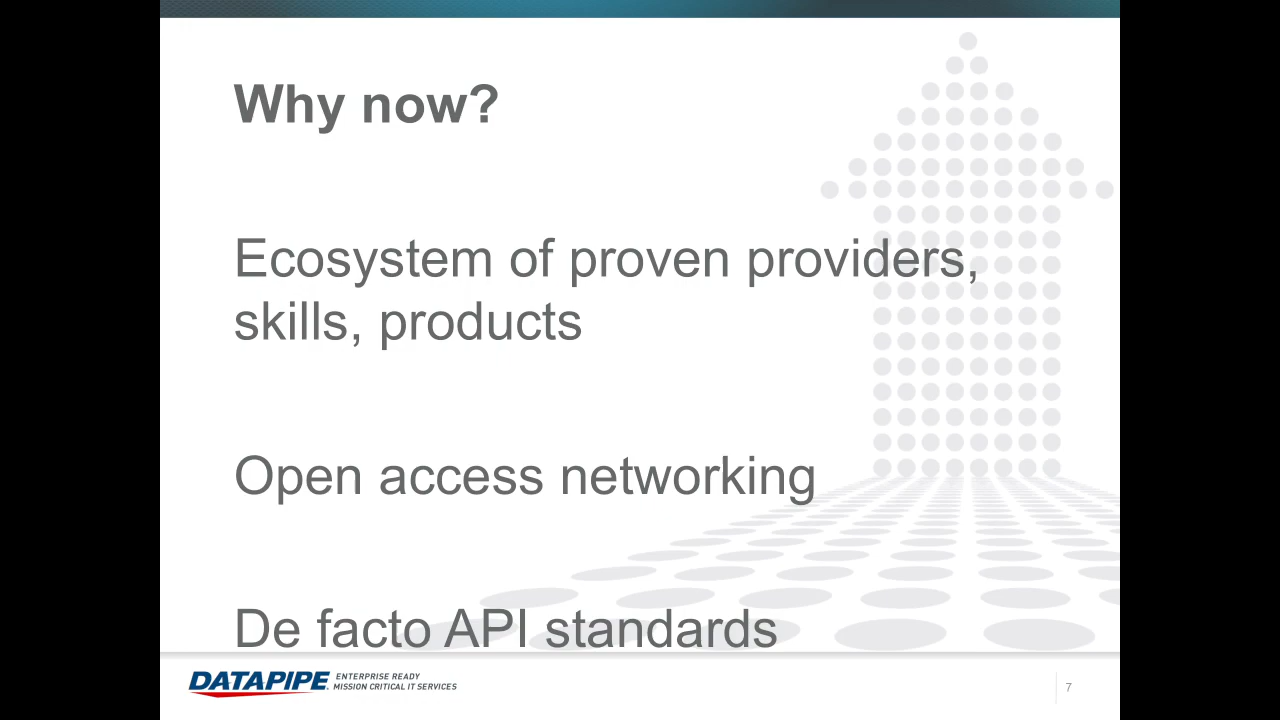 Why now?
Ecosystem of proven providers,
skills, products
Open access networking
De facto API standards
DATAPIPE. ENTERPRISE READY
MISSION CRITICAL IT SERVICES
7